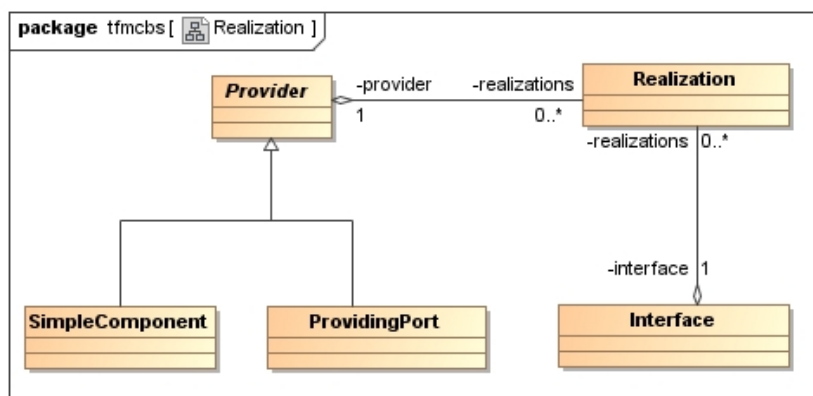 package tfmcbs [ Realization ]
Provider
-provider
-realizations
Realization
1
0..*
-realizations
0..*
-interface
1
SimpleComponent
ProvidingPort
Interface